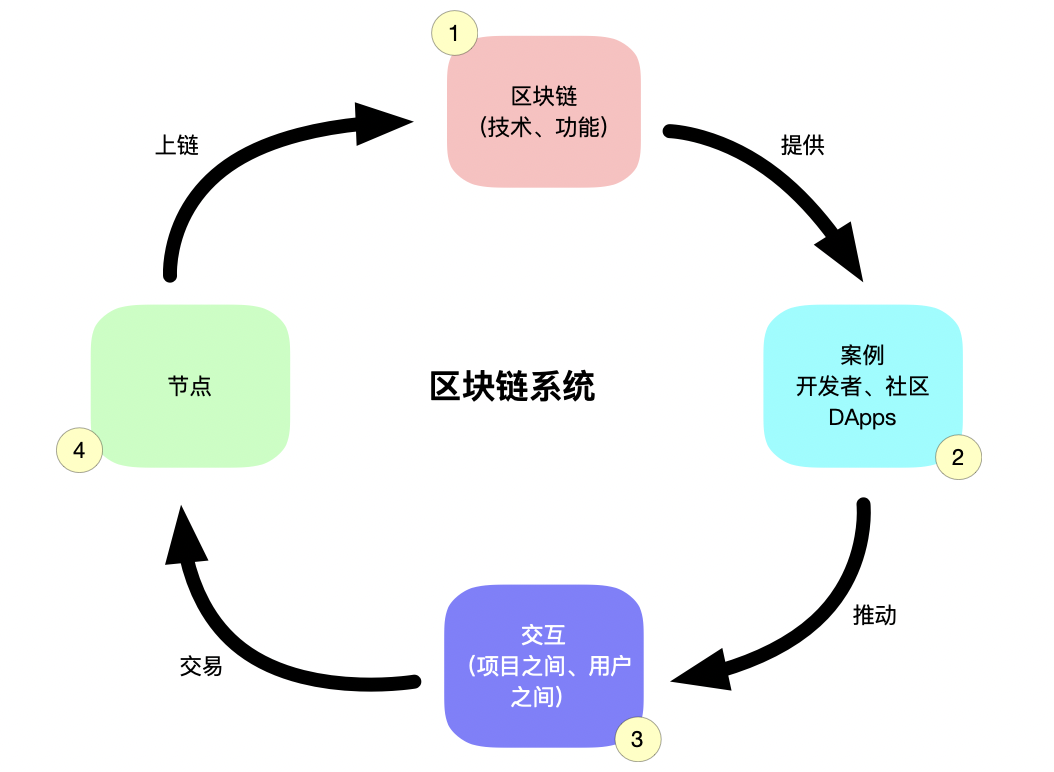 1
区块链
(技术、功能)
上链
提供
节点
区块链系统
案例
开发者、社区
DApps
4
2
推动
交互
(项目之间、用户
之间)
交易
3